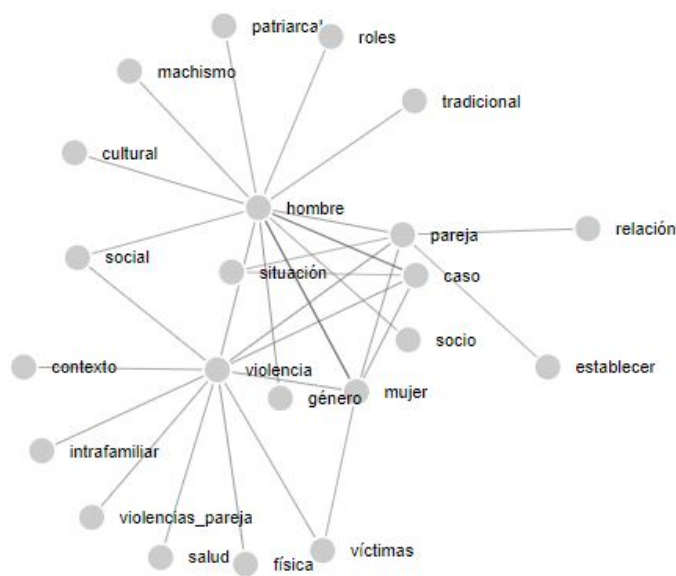 patriarcal
roles
machismo
tradicional
cultural
hombre
relación
pareja
social
situación
caso
socio
contexto
violencia
establecer
género
mujer
intrafamiliar
violencias_pareja
víctimas
salud
física